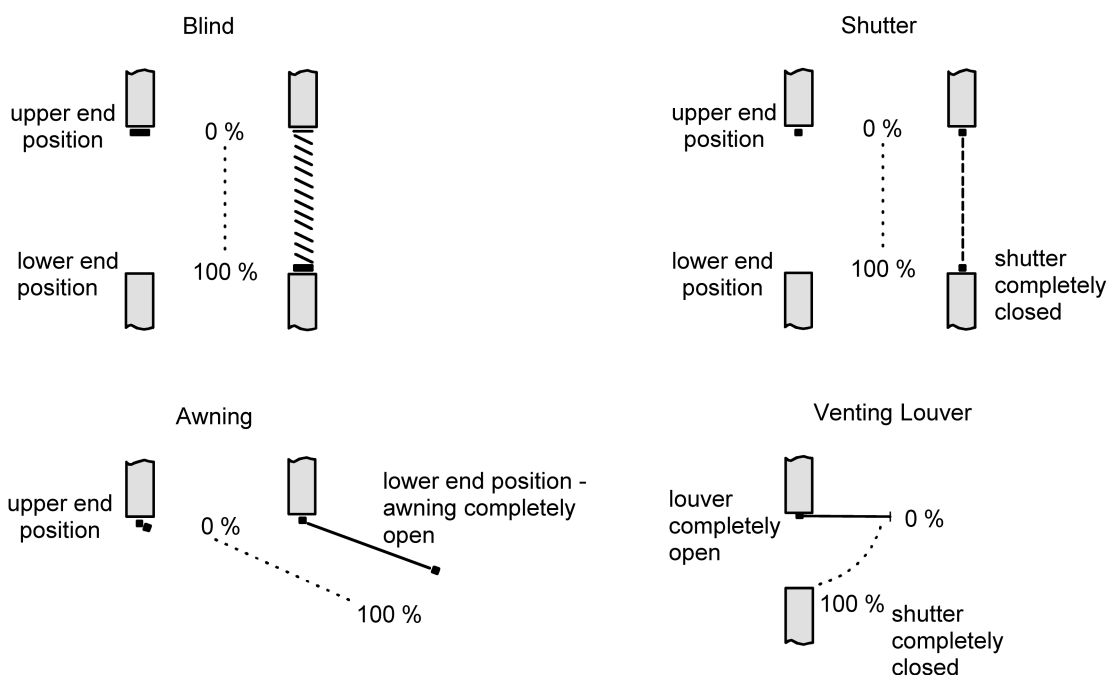 Blind
upper end
position
0 %
lower end
position
100 %
Shutter
upper end
position
0 %
lower end
position
100 %
shutter
completely
closed
Awning
upper end
position
0 %
lower end position -
awning completely
open
100 %
Venting Louver
louver
completely
open
0 %
100 %
shutter
completely
closed